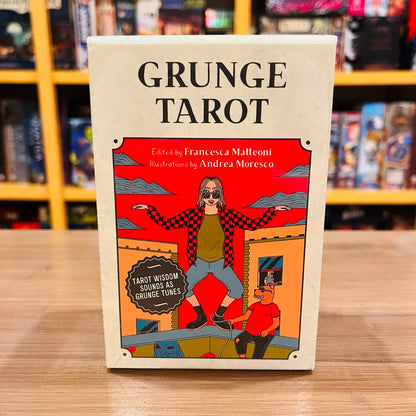 GRUNGE
TAROT
Edited by Francesca Matteoni
Illustrations by Andrea Moresco
TAROT WISDOM
SOUNDS AS
GRUNGE TUNES